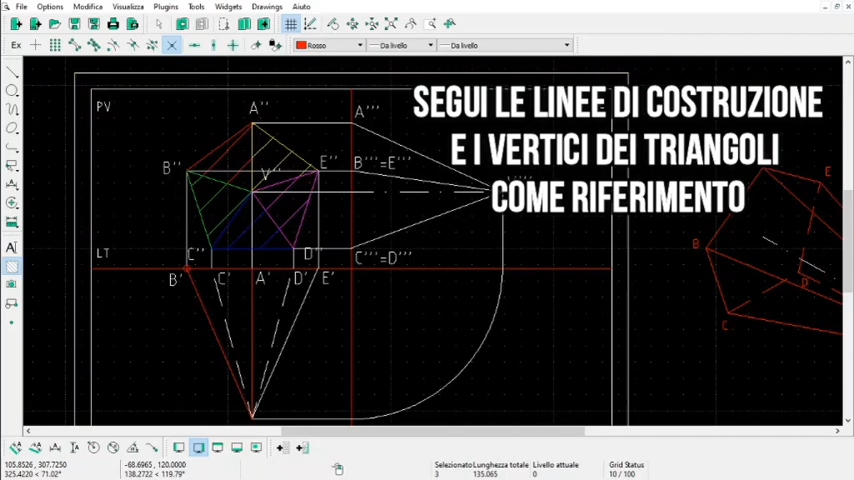 File Options Modifica Visualizza Plugins Tools Widgets Drawings Aiuto
Ex Rosso Da livello Da livello
SEGUI LE LINEE DI COSTRUZIONE
E I VERTICI DEI TRIANGOLI
COME RIFERIMENTO
PV
A'' A'''
B'' V'' E'' B'''=E'''
E
B
LT
C'' D'' C'''=D'''
B' C' A' D' E'
D
C
105.8526 , 307.7250
325.4220 < 71.02°
-68.6965 , 120.0000
138.2722 < 119.79°
Selezionato Lunghezza totale
3 135.065
Livello attuale
0
Grid Status
10 / 100